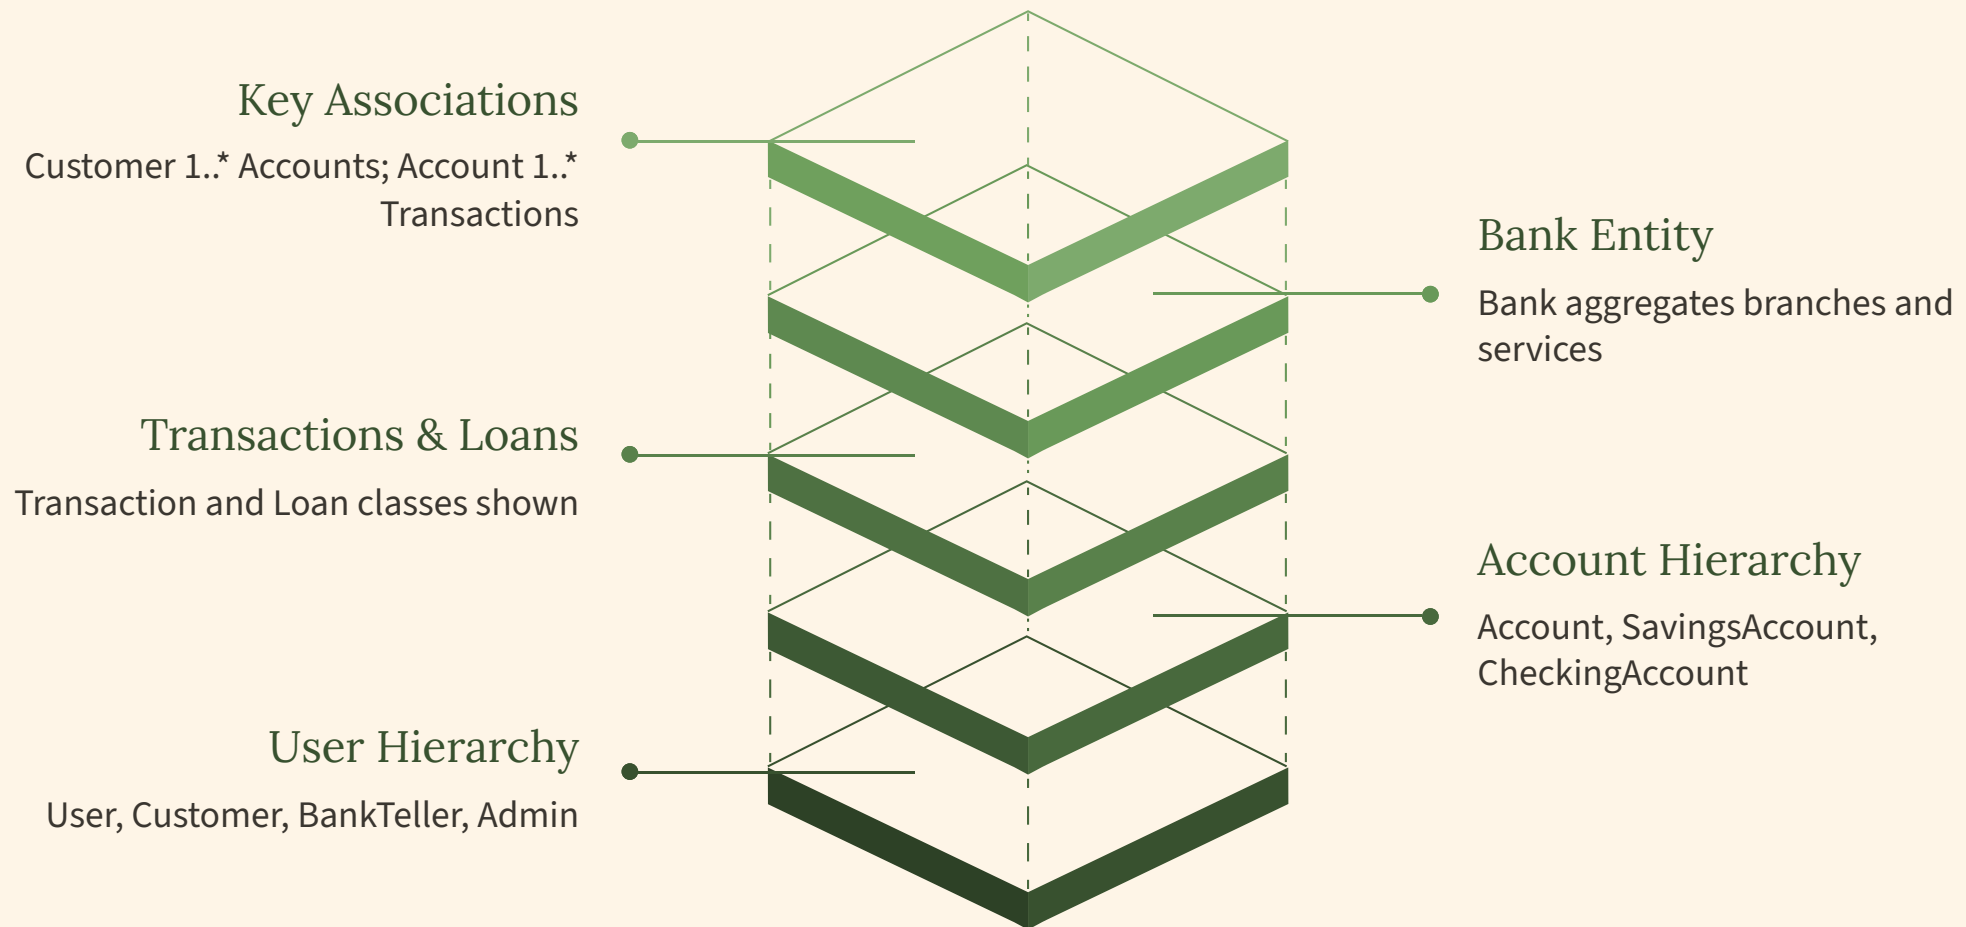 Key Associations
Customer 1..* Accounts; Account 1..*
Transactions
Bank Entity
Bank aggregates branches and
services
Transactions & Loans
Transaction and Loan classes shown
Account Hierarchy
Account, SavingsAccount,
CheckingAccount
User Hierarchy
User, Customer, BankTeller, Admin